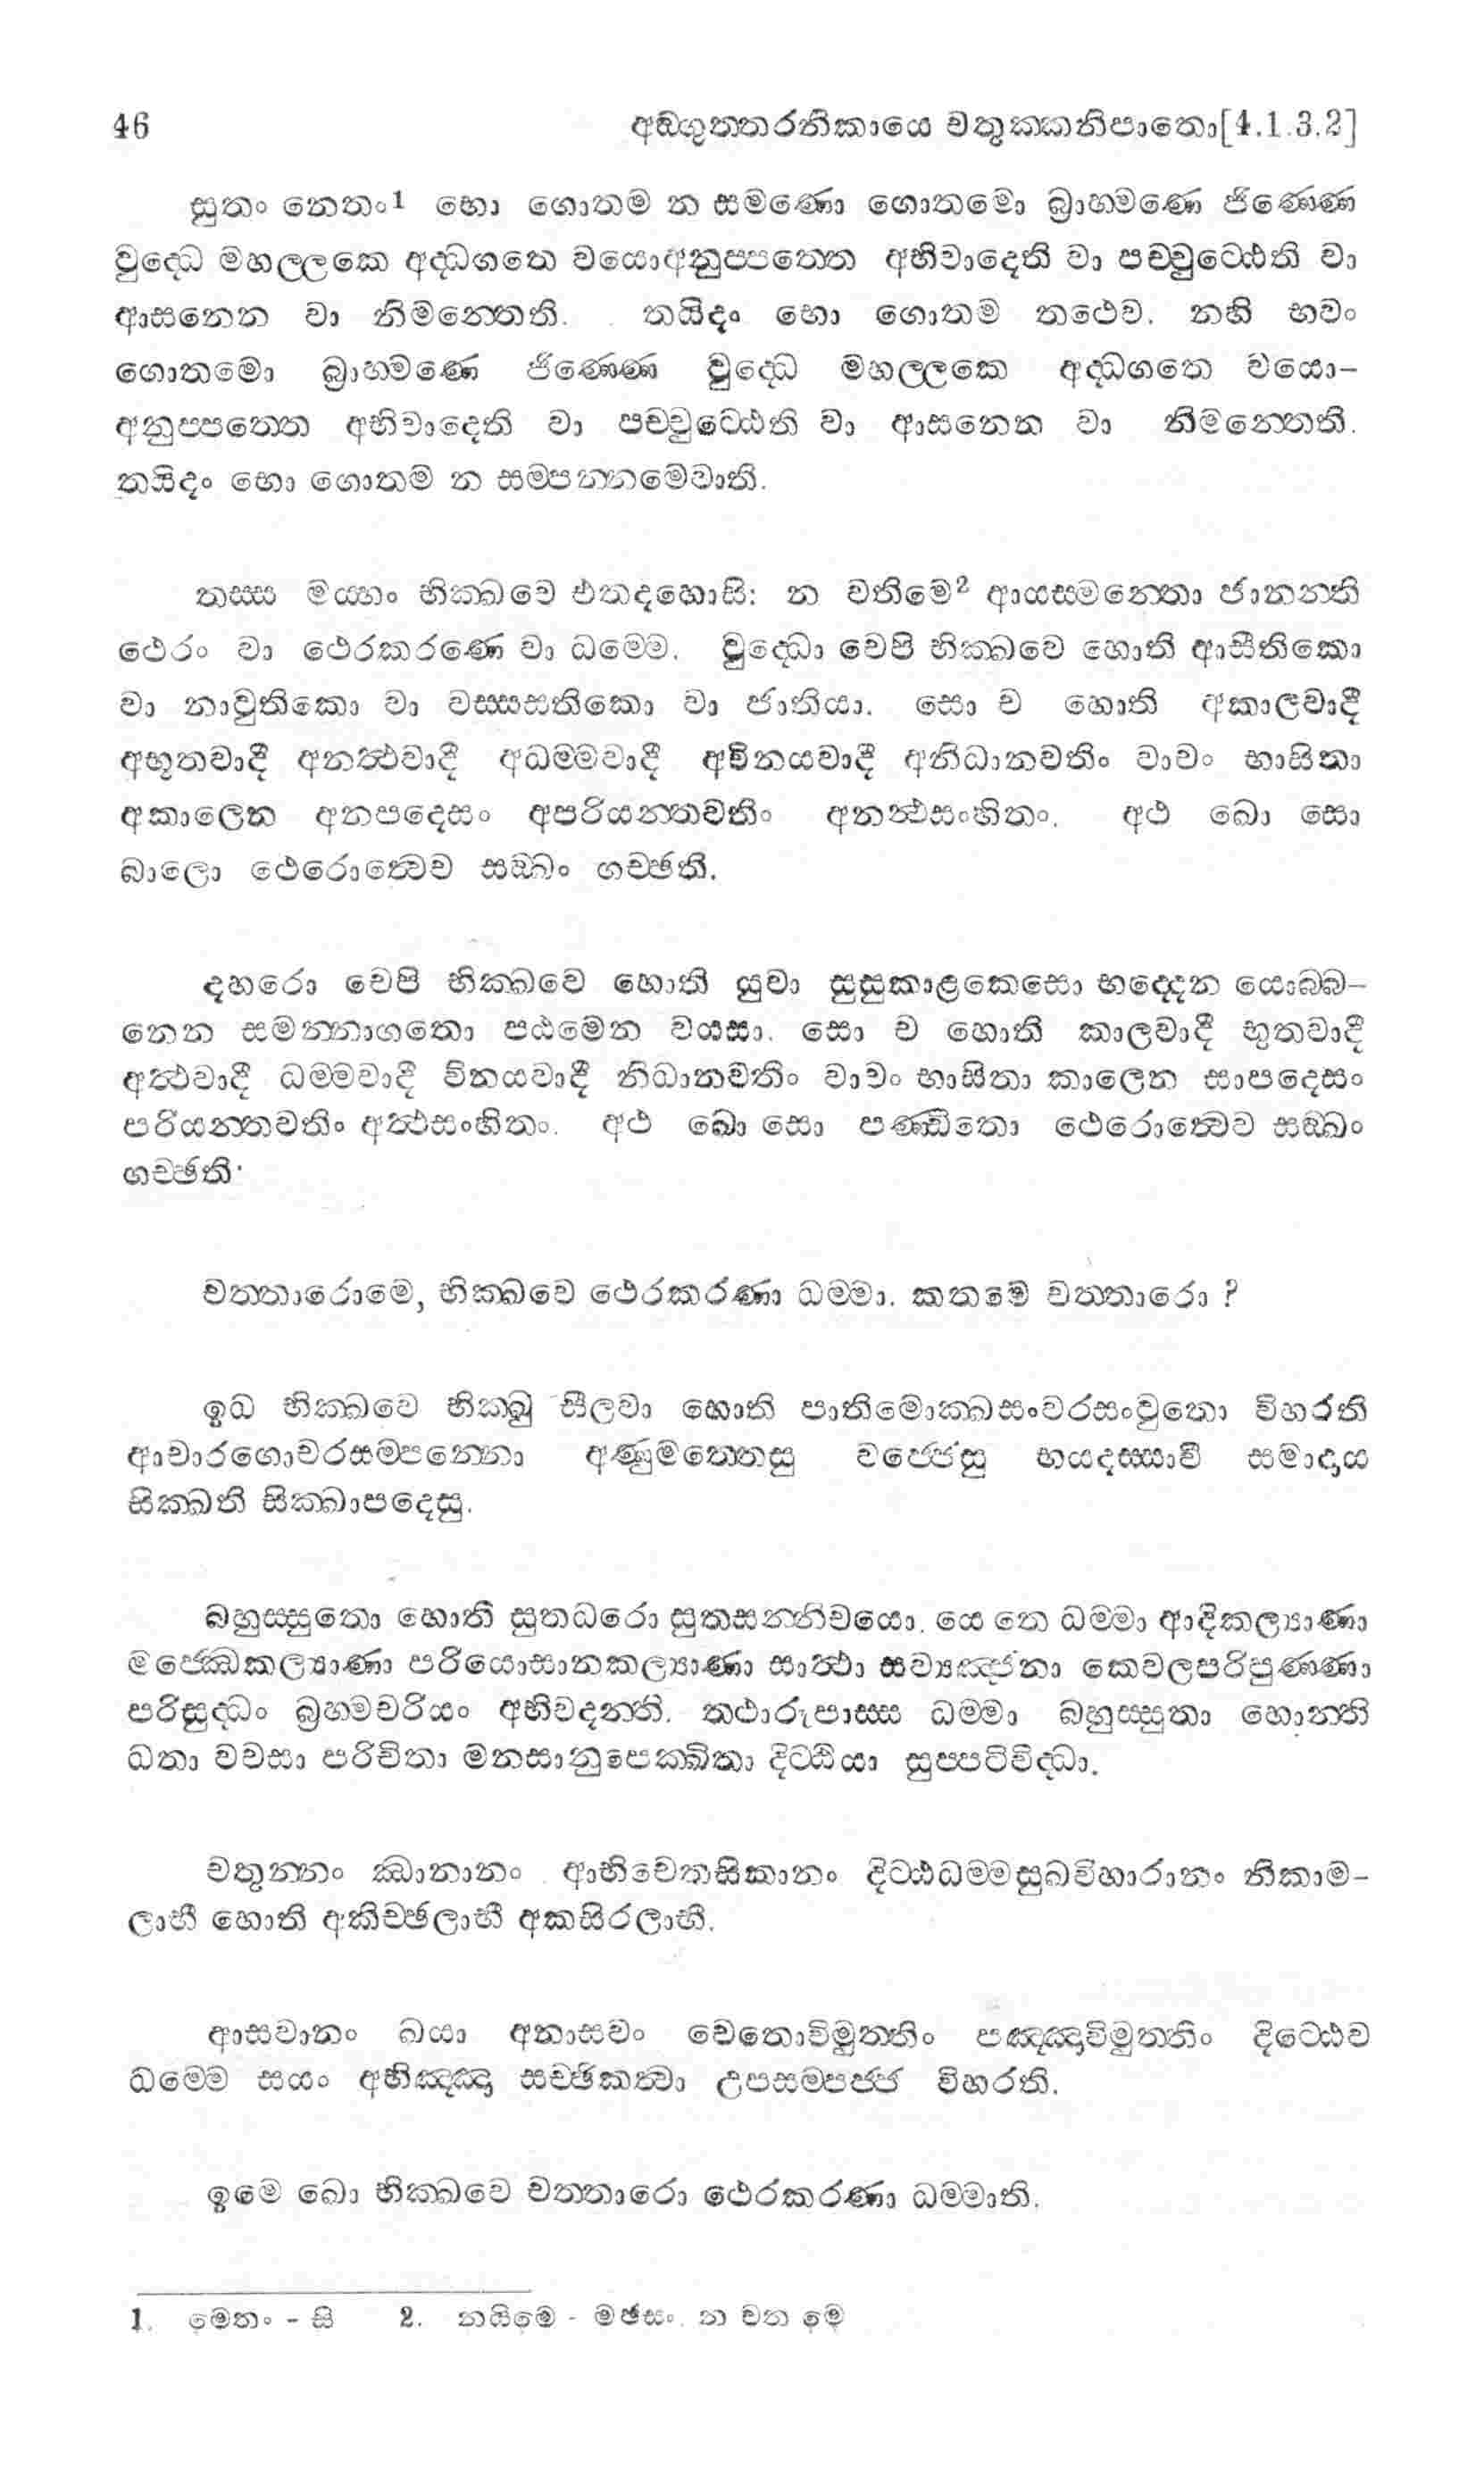 46 අඞ්ගුත්තරනිකායෙ චතුක්කනිපාතො[4.1.3.2]
සුතං නෙතං1 භො ගොතම න සමණො ගොතමො බ්‍රාහ්මණෙ ජිණ්ණෙ
වුද්ධෙ මහල්ලකෙ අද්ධගතෙ වයොඅනුප්පත්තෙ අභිවාදෙති වා පච්චුට්ඨෙති වා
ආසනෙන වා නිමන්තෙති. තයිදං භො ගොතම තථෙව. නහි භවං
ගොතමො බ්‍රාහ්මණෙ ජිණ්ණෙ වුද්ධෙ මහල්ලකෙ අද්ධගතෙ වයො-
අනුප්පත්තෙ අභිවාදෙති වා පච්චුට්ඨෙති වා ආසනෙන වා නිමන්තෙති.
තයිදං භො ගොතම න සම්පන්නමෙවාති.
තස්ස මය්හං භික්ඛවෙ එතදහොසි: න වතිමෙ2 ආයස්මන්තො ජානන්ති
ථෙරං වා ථෙරකරණෙ වා ධම්මෙ. වුද්ධො චෙපි භික්ඛවෙ හොති ආසීතිකො
වා නාවුතිකො වා වස්සසතිකො වා ජාතියා. සො ච හොති අකාලවාදී
අභූතවාදී අනත්ථවාදී අධම්මවාදී අවිනයවාදී අනිධානවතිං වාචං භාසිතා
අකාලෙන අනපදෙසං අපරියන්තවතිං අනත්ථසංහිතං. අථ ඛො සො
බාලො ථෙරොත්වෙව සඞ්ඛං ගච්ඡති.
දහරො චෙපි භික්ඛවෙ හොති යුවා සුසුකාළකෙසො භද්දෙන යොබ්බ-
නෙන සමන්නාගතො පඨමෙන වයසා. සො ච හොති කාලවාදී භුතවාදී
අත්ථවාදී ධම්මවාදී විනයවාදී නිධානවතිං වාචං භාසිතා කාලෙන සාපදෙසං
පරියන්තවතිං අත්ථසංහිතං. අථ ඛො සො පණ්ඩිතො ථෙරොත්වෙව සඞ්ඛං
ගච්ඡති.
චත්තාරොමෙ, භික්ඛවෙ ථෙරකරණා ධම්මා. කතමෙ චත්තාරො ?
ඉධ භික්ඛවෙ භික්ඛු සීලවා හොති පාතිමොක්ඛසංවරසංවුතො විහරති
ආචාරගොචරසම්පන්නො අණුමත්තෙසු වජ්ජෙසු භයදස්සාවී සමාදාය
සික්ඛති සික්ඛාපදෙසු.
බහුස්සුතො හොති සුතධරො සුතසන්නිචයො. යෙ තෙ ධම්මා ආදිකල්‍යාණා
මජ්ඣෙකල්‍යාණා පරියොසානකල්‍යාණා සාත්ථා සව්‍යඤ්ජනා කෙවලපරිපුණ්ණා
පරිසුද්ධං බ්‍රහ්මචරියං අභිවදන්ති. තථාරූපාස්ස ධම්මා බහුස්සුතා හොන්ති
ධතා වචසා පරිචිතා මනසානුපෙක්ඛිතා දිට්ඨියා සුප්පටිවිද්ධා.
චතුන්නං ඣානානං ආභිචෙතසිකානං දිට්ඨධම්මසුඛවිහාරානං නිකාම-
ලාභී හොති අකිච්ඡලාභී අකසිරලාභී.
ආසවානං ඛයා අනාසවං චෙතොවිමුත්තිං පඤ්ඤාවිමුත්තිං දිට්ඨෙව
ධම්මෙ සයං අභිඤ්ඤා සච්ඡිකත්වා උපසම්පජ්ජ විහරති.
ඉමෙ ඛො භික්ඛවෙ චත්තාරො ථෙරකරණා ධම්මාති.
1. මෙතං - සි 2. නයිමෙ - මඡසං. න චත මෙ